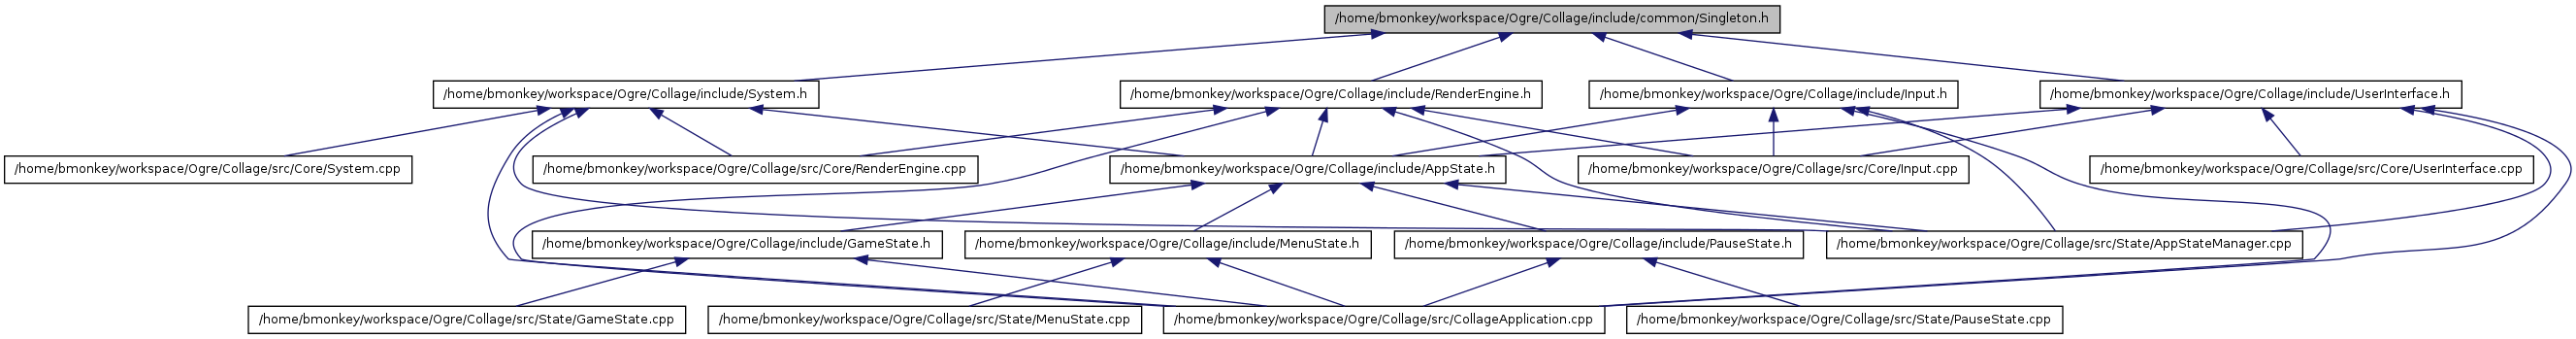 /home/bmonkey/workspace/Ogre/Collage/include/common/Singleton.h
/home/bmonkey/workspace/Ogre/Collage/include/System.h
/home/bmonkey/workspace/Ogre/Collage/include/RenderEngine.h
/home/bmonkey/workspace/Ogre/Collage/include/Input.h
/home/bmonkey/workspace/Ogre/Collage/include/UserInterface.h
/home/bmonkey/workspace/Ogre/Collage/src/Core/System.cpp
/home/bmonkey/workspace/Ogre/Collage/src/Core/RenderEngine.cpp
/home/bmonkey/workspace/Ogre/Collage/include/AppState.h
/home/bmonkey/workspace/Ogre/Collage/src/Core/Input.cpp
/home/bmonkey/workspace/Ogre/Collage/src/Core/UserInterface.cpp
/home/bmonkey/workspace/Ogre/Collage/include/GameState.h
/home/bmonkey/workspace/Ogre/Collage/include/MenuState.h
/home/bmonkey/workspace/Ogre/Collage/include/PauseState.h
/home/bmonkey/workspace/Ogre/Collage/src/State/AppStateManager.cpp
/home/bmonkey/workspace/Ogre/Collage/src/State/GameState.cpp
/home/bmonkey/workspace/Ogre/Collage/src/State/MenuState.cpp
/home/bmonkey/workspace/Ogre/Collage/src/CollageApplication.cpp
/home/bmonkey/workspace/Ogre/Collage/src/State/PauseState.cpp